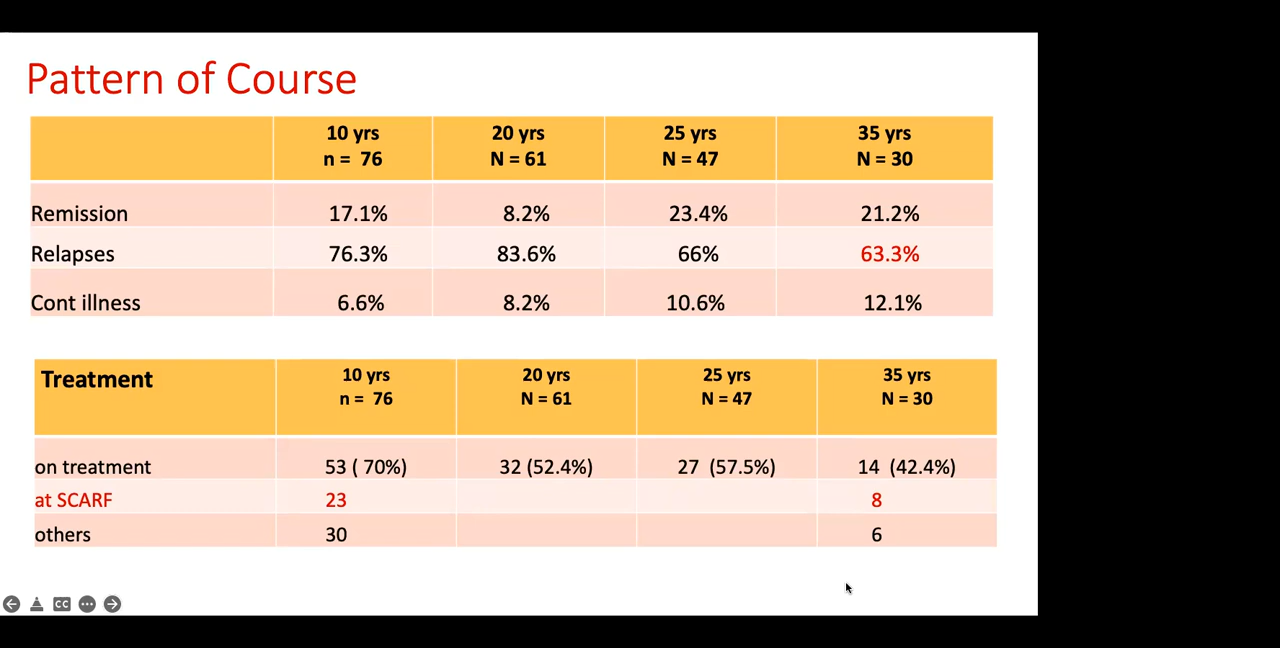 Pattern of Course
10 yrs 20 yrs 25 yrs 35 yrs
n = 76 N = 61 N = 47 N = 30
Remission 17.1% 8.2% 23.4% 21.2%
Relapses 76.3% 83.6% 66% 63.3%
Cont illness 6.6% 8.2% 10.6% 12.1%
Treatment 10 yrs 20 yrs 25 yrs 35 yrs
n = 76 N = 61 N = 47 N = 30
on treatment 53 ( 70%) 32 (52.4%) 27 (57.5%) 14 (42.4%)
at SCARF 23 8
others 30 6
CC